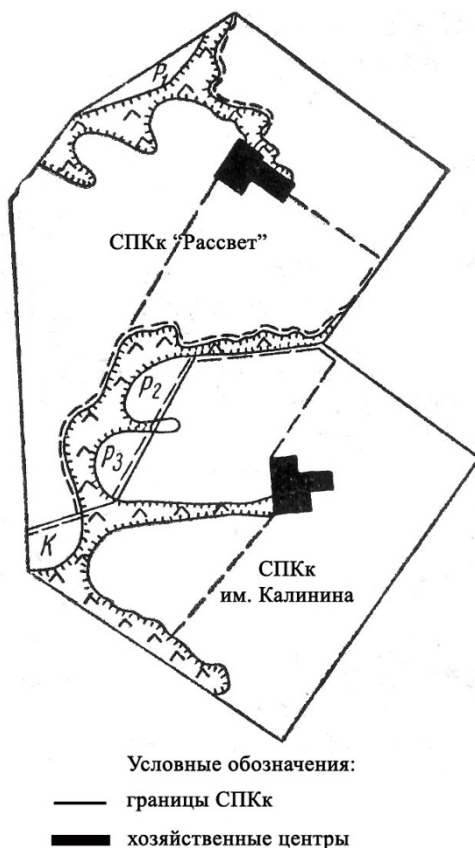 P₁
СПКк “Рассвет”
P₂
P₃
K
СПКк
им. Калинина
Условные обозначения:
границы СПКк
хозяйственные центры